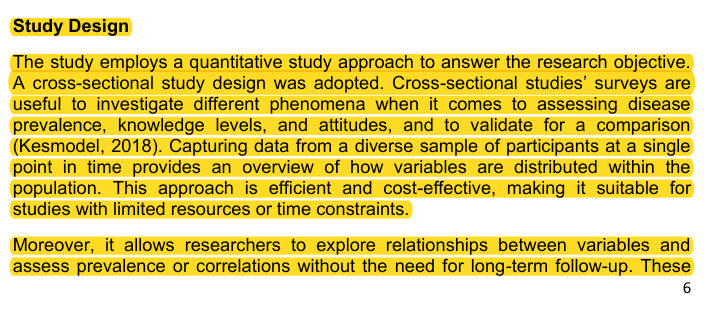 Study Design
The study employs a quantitative study approach to answer the research objective.
A cross-sectional study design was adopted. Cross-sectional studies’ surveys are
useful to investigate different phenomena when it comes to assessing disease
prevalence, knowledge levels, and attitudes, and to validate for a comparison
(Kesmodel, 2018). Capturing data from a diverse sample of participants at a single
point in time provides an overview of how variables are distributed within the
population. This approach is efficient and cost-effective, making it suitable for
studies with limited resources or time constraints.
Moreover, it allows researchers to explore relationships between variables and
assess prevalence or correlations without the need for long-term follow-up. These
6